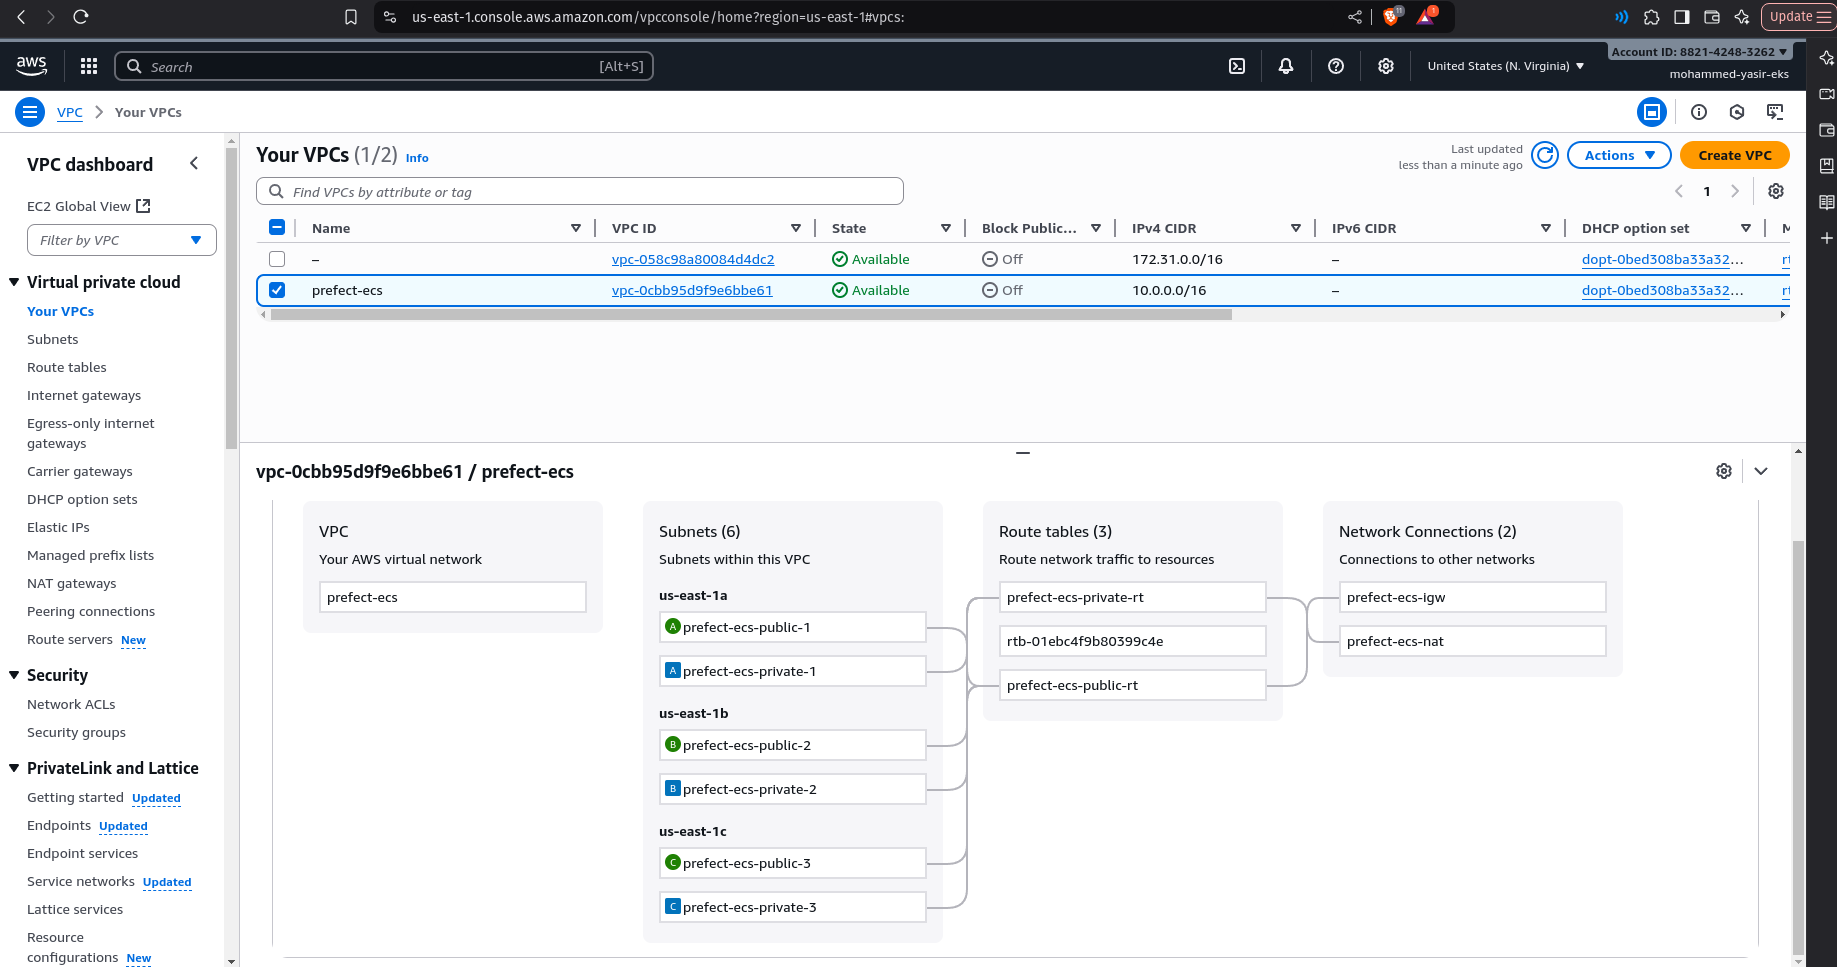 us-east-1.console.aws.amazon.com/vpcconsole/home?region=us-east-1#vpcs:
11
1
Update
aws
Search
[Alt+S]
United States (N. Virginia)
Account ID: 8821-4248-3262
mohammed-yasir-eks
VPC
Your VPCs
VPC dashboard
EC2 Global View
Filter by VPC
Virtual private cloud
Your VPCs
Subnets
Route tables
Internet gateways
Egress-only internet
gateways
Carrier gateways
DHCP option sets
Elastic IPs
Managed prefix lists
NAT gateways
Peering connections
Route servers New
Security
Network ACLs
Security groups
PrivateLink and Lattice
Getting started Updated
Endpoints Updated
Endpoint services
Service networks Updated
Lattice services
Resource
configurations New
Your VPCs (1/2) Info
Last updated
less than a minute ago
Actions
Create VPC
Find VPCs by attribute or tag
1
Name VPC ID State Block Public... IPv4 CIDR IPv6 CIDR DHCP option set
– vpc-058c98a80084d4dc2 Available Off 172.31.0.0/16 – dopt-0bed308ba33a32...
prefect-ecs vpc-0cbb95d9f9e6bbe61 Available Off 10.0.0.0/16 – dopt-0bed308ba33a32...
vpc-0cbb95d9f9e6bbe61 / prefect-ecs
VPC
Your AWS virtual network
prefect-ecs
Subnets (6)
Subnets within this VPC
us-east-1a
A prefect-ecs-public-1
A prefect-ecs-private-1
us-east-1b
B prefect-ecs-public-2
B prefect-ecs-private-2
us-east-1c
C prefect-ecs-public-3
C prefect-ecs-private-3
Route tables (3)
Route network traffic to resources
prefect-ecs-private-rt
rtb-01ebc4f9b80399c4e
prefect-ecs-public-rt
Network Connections (2)
Connections to other networks
prefect-ecs-igw
prefect-ecs-nat